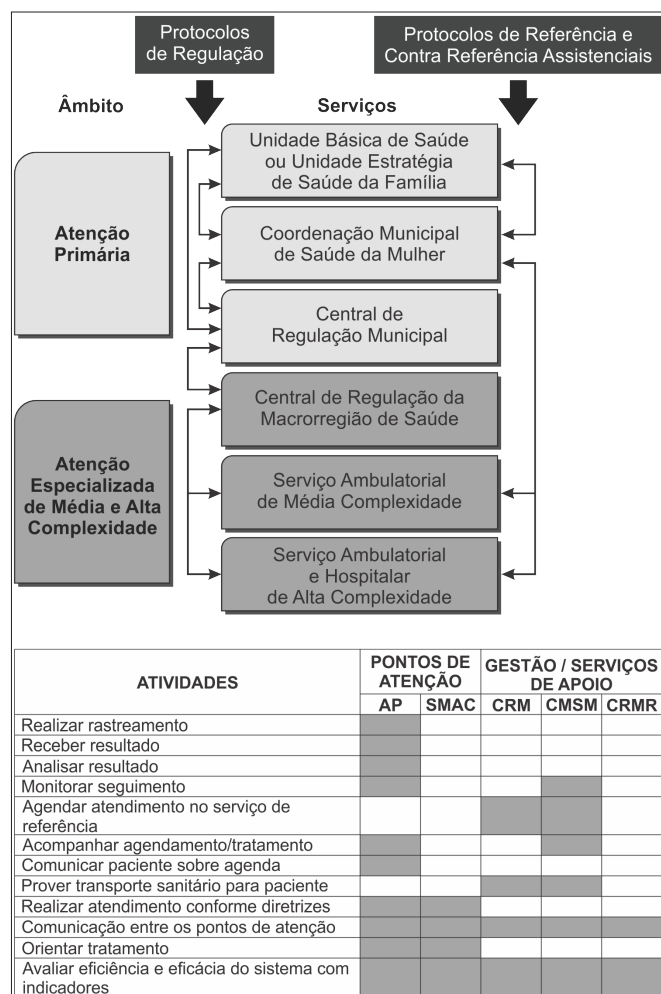 Protocolos
de Regulação
Protocolos de Referência e
Contra Referência Assistenciais
Âmbito
Serviços
Atenção
Primária
Unidade Básica de Saúde
ou Unidade Estratégia
de Saúde da Família
Coordenação Municipal
de Saúde da Mulher
Central de
Regulação Municipal
Atenção
Especializada
de Média e Alta
Complexidade
Central de Regulação da
Macrorregião de Saúde
Serviço Ambulatorial
de Média Complexidade
Serviço Ambulatorial
e Hospitalar
de Alta Complexidade
ATIVIDADES
PONTOS DE
ATENÇÃO
GESTÃO / SERVIÇOS
DE APOIO
AP SMAC CRM CMSM CRMR
Realizar rastreamento
Receber resultado
Analisar resultado
Monitorar seguimento
Agendar atendimento no serviço de
referência
Acompanhar agendamento/tratamento
Comunicar paciente sobre agenda
Prover transporte sanitário para paciente
Realizar atendimento conforme diretrizes
Comunicação entre os pontos de atenção
Orientar tratamento
Avaliar eficiência e eficácia do sistema com
indicadores